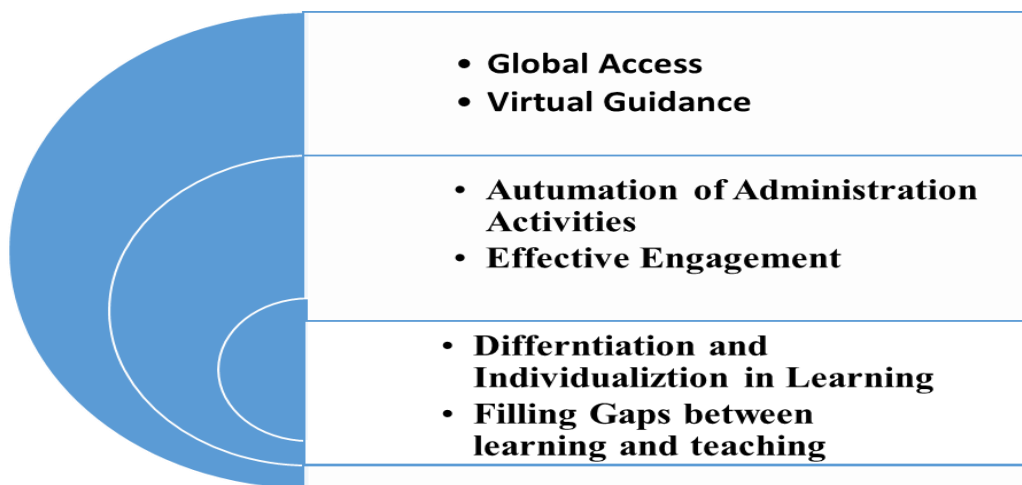 • Global Access
• Virtual Guidance
• Autumation of Administration
Activities
• Effective Engagement
• Differntiation and
Individualiztion in Learning
• Filling Gaps between
learning and teaching